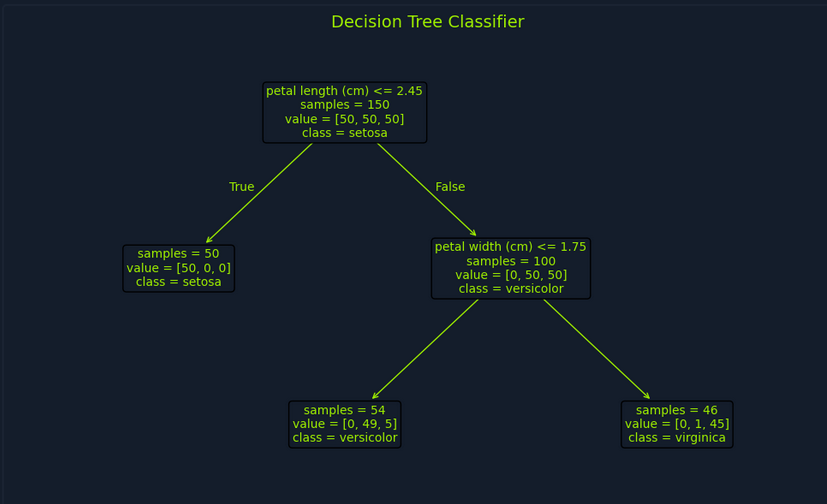 Decision Tree Classifier
petal length (cm) <= 2.45
samples = 150
value = [50, 50, 50]
class = setosa
True
False
samples = 50
value = [50, 0, 0]
class = setosa
petal width (cm) <= 1.75
samples = 100
value = [0, 50, 50]
class = versicolor
samples = 54
value = [0, 49, 5]
class = versicolor
samples = 46
value = [0, 1, 45]
class = virginica